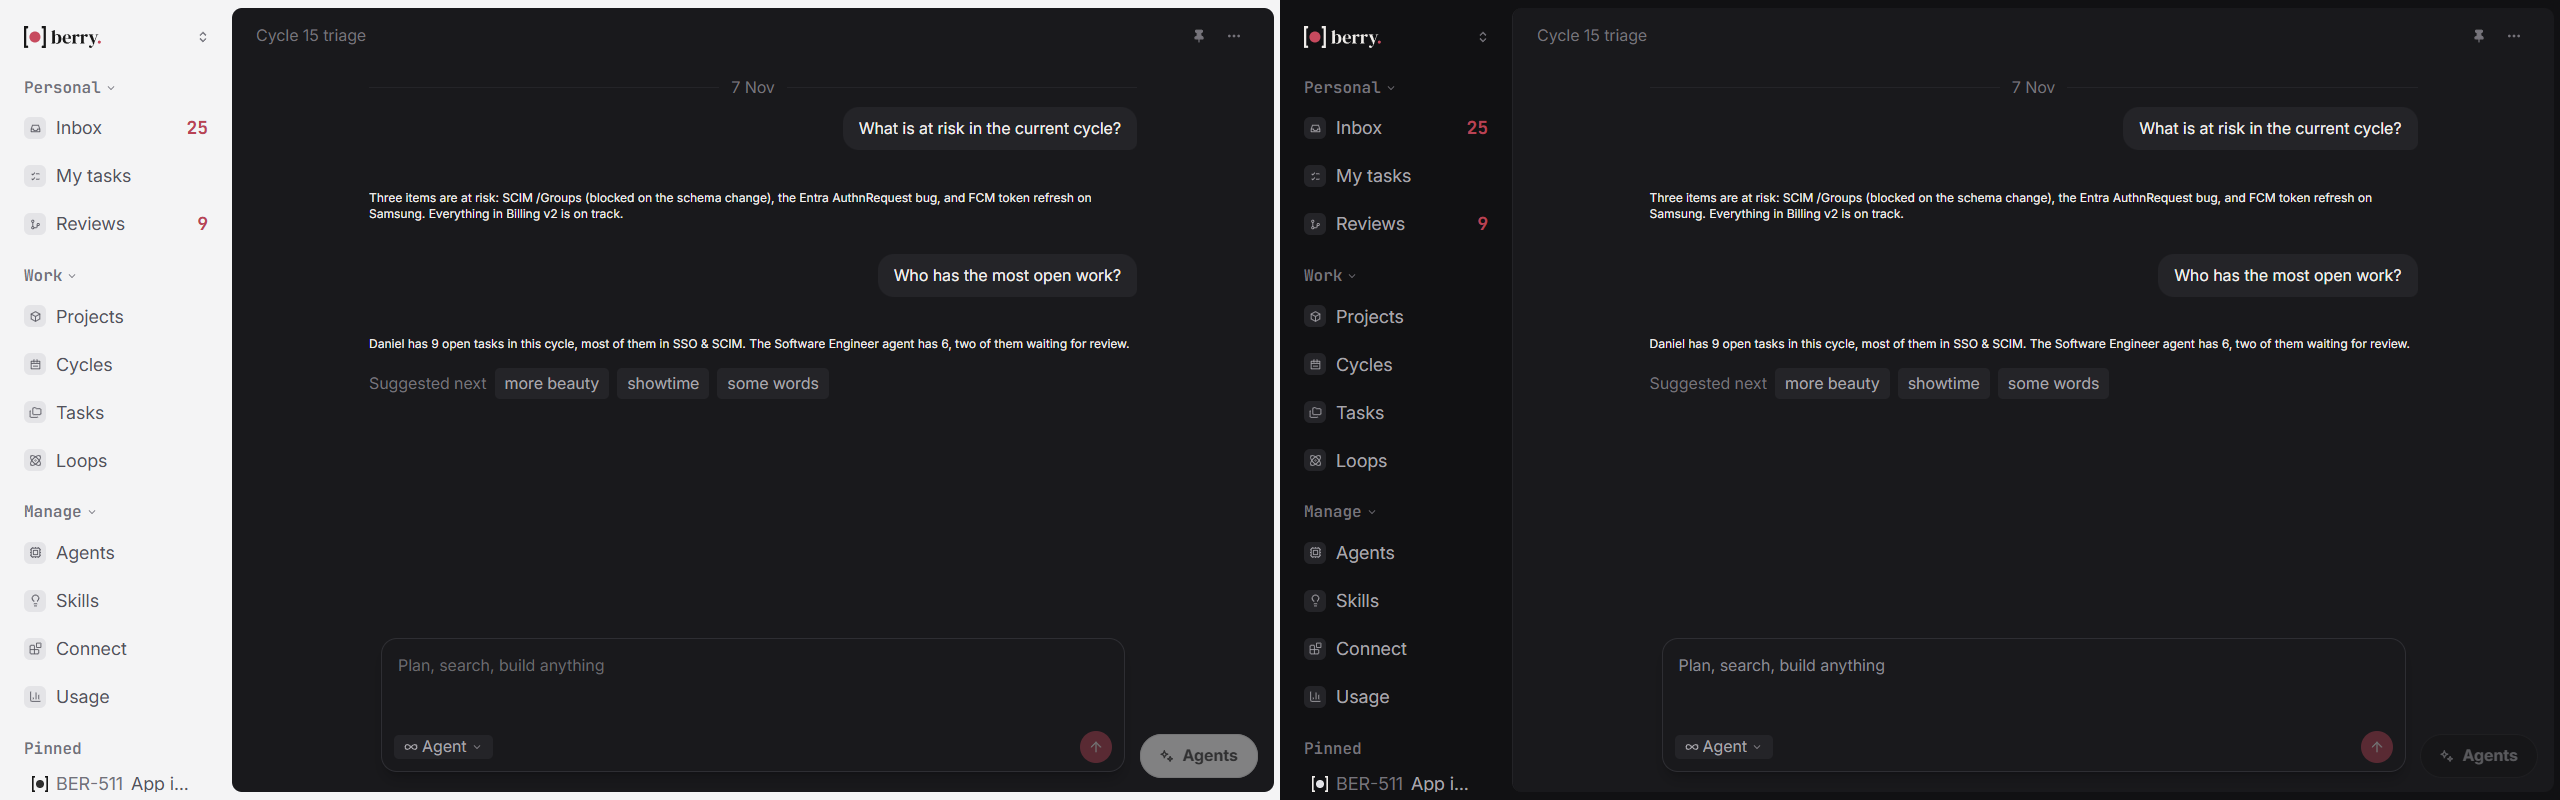 berry.
Personal
Inbox 25
My tasks
Reviews 9
Work
Projects
Cycles
Tasks
Loops
Manage
Agents
Skills
Connect
Usage
Pinned
BER-511 App i...
Cycle 15 triage
7 Nov
What is at risk in the current cycle?
Three items are at risk: SCIM /Groups (blocked on the schema change), the Entra AuthnRequest bug, and FCM token refresh on
Samsung. Everything in Billing v2 is on track.
Who has the most open work?
Daniel has 9 open tasks in this cycle, most of them in SSO & SCIM. The Software Engineer agent has 6, two of them waiting for review.
Suggested next more beauty showtime some words
Plan, search, build anything
Agent
Agents
berry.
Personal
Inbox 25
My tasks
Reviews 9
Work
Projects
Cycles
Tasks
Loops
Manage
Agents
Skills
Connect
Usage
Pinned
BER-511 App i...
Cycle 15 triage
7 Nov
What is at risk in the current cycle?
Three items are at risk: SCIM /Groups (blocked on the schema change), the Entra AuthnRequest bug, and FCM token refresh on
Samsung. Everything in Billing v2 is on track.
Who has the most open work?
Daniel has 9 open tasks in this cycle, most of them in SSO & SCIM. The Software Engineer agent has 6, two of them waiting for review.
Suggested next more beauty showtime some words
Plan, search, build anything
Agent
Agents